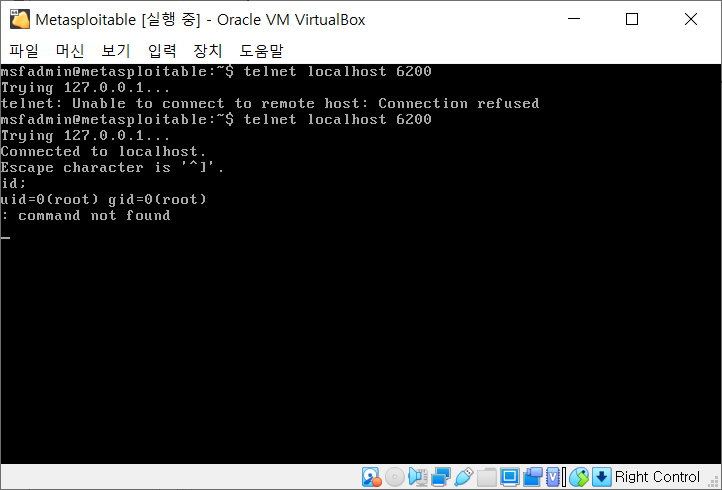 Metasploitable [실행 중] - Oracle VM VirtualBox
파일 머신 보기 입력 장치 도움말
msfadmin@metasploitable:~$ telnet localhost 6200
Trying 127.0.0.1...
telnet: Unable to connect to remote host: Connection refused
msfadmin@metasploitable:~$ telnet localhost 6200
Trying 127.0.0.1...
Connected to localhost.
Escape character is '^]'.
id;
uid=0(root) gid=0(root)
: command not found
Right Control